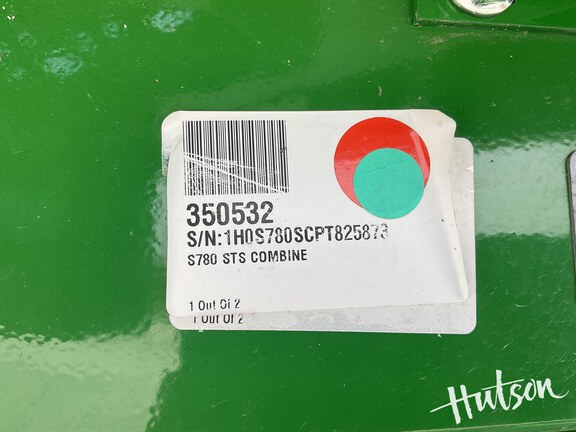 350532
S/N:1H0S780SCPT825873
S780 STS COMBINE
1 Out Of 2
1 Out Of 2
Hutson